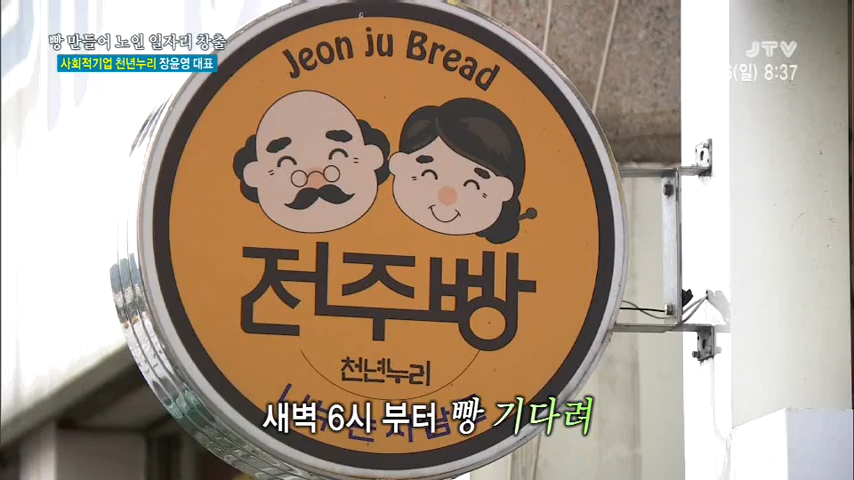 빵 만들어 노인 일자리 창출
사회적기업 천년누리 장윤영 대표
JTV
(일) 8:37
Jeon ju Bread
전주빵
천년누리
새벽 6시 부터 빵 기다려